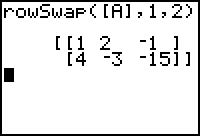 rowSwap([A],1,2)
[[1 2 -1 ]
[4 -3 -15]]